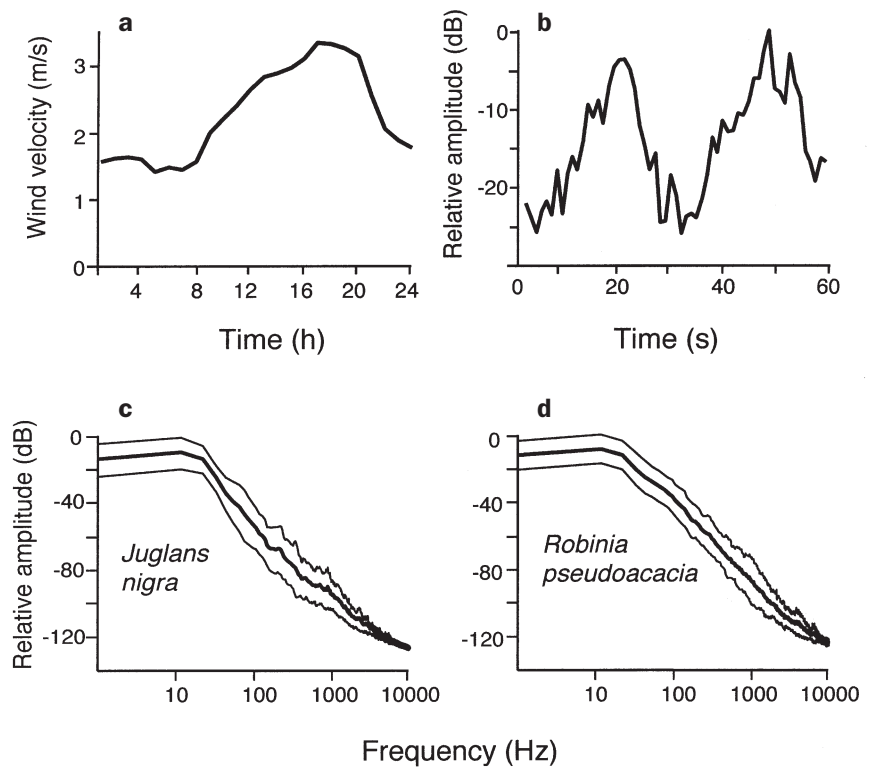 a
Wind velocity (m/s)
3
2
1
0
4 8 12 16 20 24
Time (h)
b
Relative amplitude (dB)
0
-10
-20
0 20 40 60
Time (s)
c
Relative amplitude (dB)
0
-40
-80
-120
Juglans
nigra
10 100 1000 10000
d
0
-40
-80
-120
Robinia
pseudoacacia
10 100 1000 10000
Frequency (Hz)